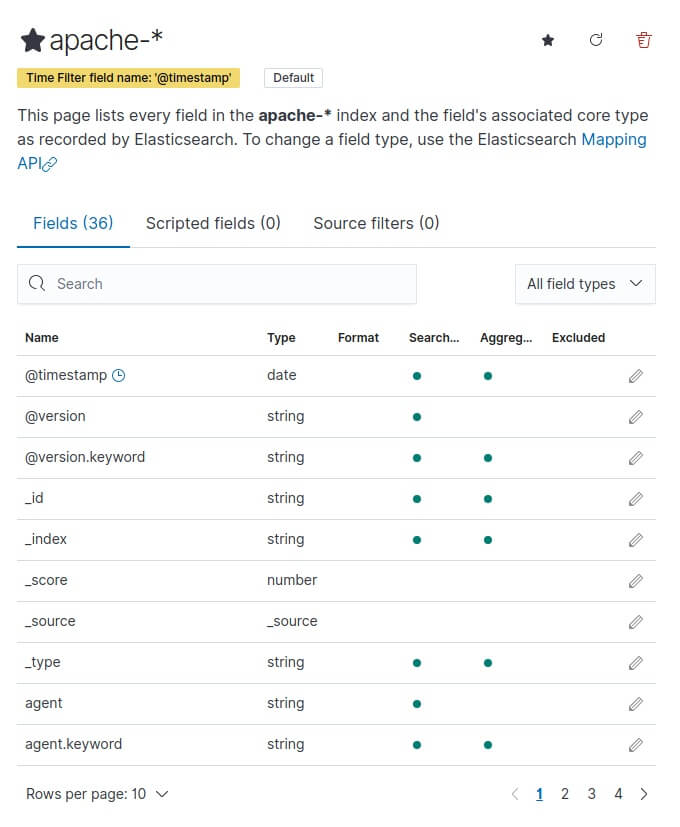 apache-*
Time Filter field name: '@timestamp' Default
This page lists every field in the apache-* index and the field's associated core type
as recorded by Elasticsearch. To change a field type, use the Elasticsearch Mapping
API
Fields (36) Scripted fields (0) Source filters (0)
Search All field types
Name Type Format Search... Aggreg... Excluded
@timestamp date
@version string
@version.keyword string
_id string
_index string
_score number
_source _source
_type string
agent string
agent.keyword string
Rows per page: 10 1 2 3 4